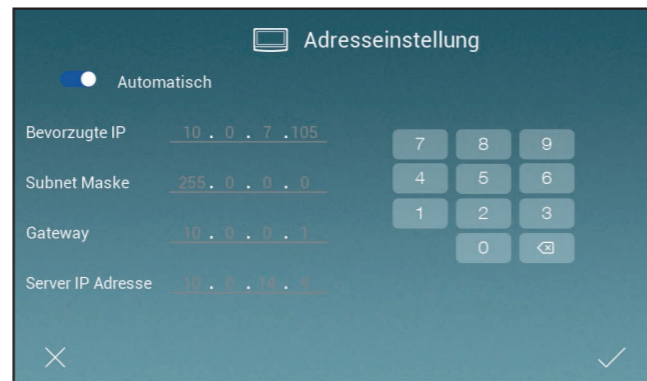 Adresseinstellung
Automatisch
Bevorzugte IP 10 . 0 . 7 .105
Subnet Maske 255. 0 . 0 . 0
Gateway 10 . 0 . 0 . 1
Server IP Adresse 10 . 0 . 14 . 9
7 8 9
4 5 6
1 2 3
0